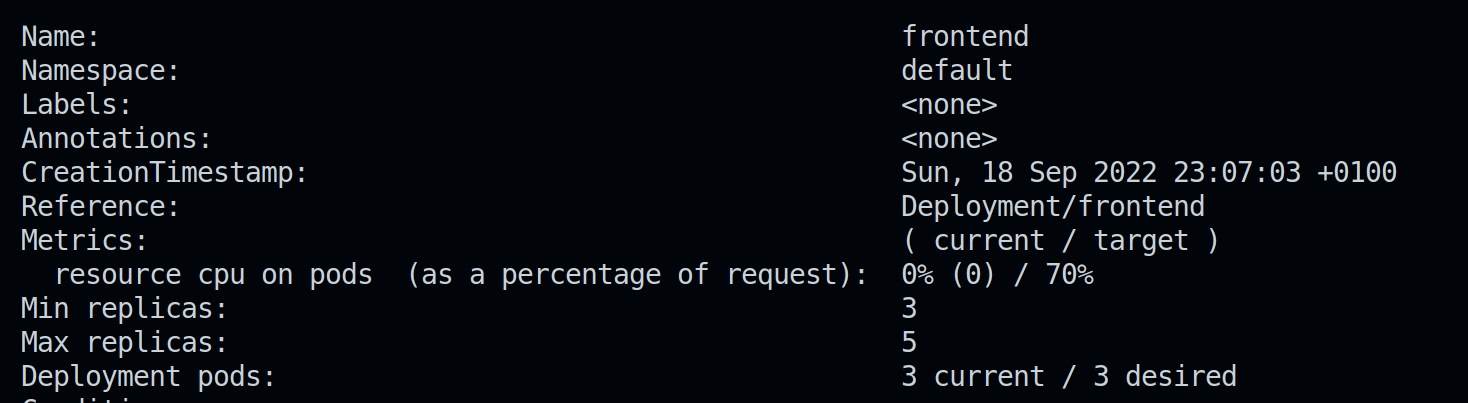 Name: frontend
Namespace: default
Labels: <none>
Annotations: <none>
CreationTimestamp: Sun, 18 Sep 2022 23:07:03 +0100
Reference: Deployment/frontend
Metrics: ( current / target )
  resource cpu on pods  (as a percentage of request):  0% (0) / 70%
Min replicas: 3
Max replicas: 5
Deployment pods: 3 current / 3 desired